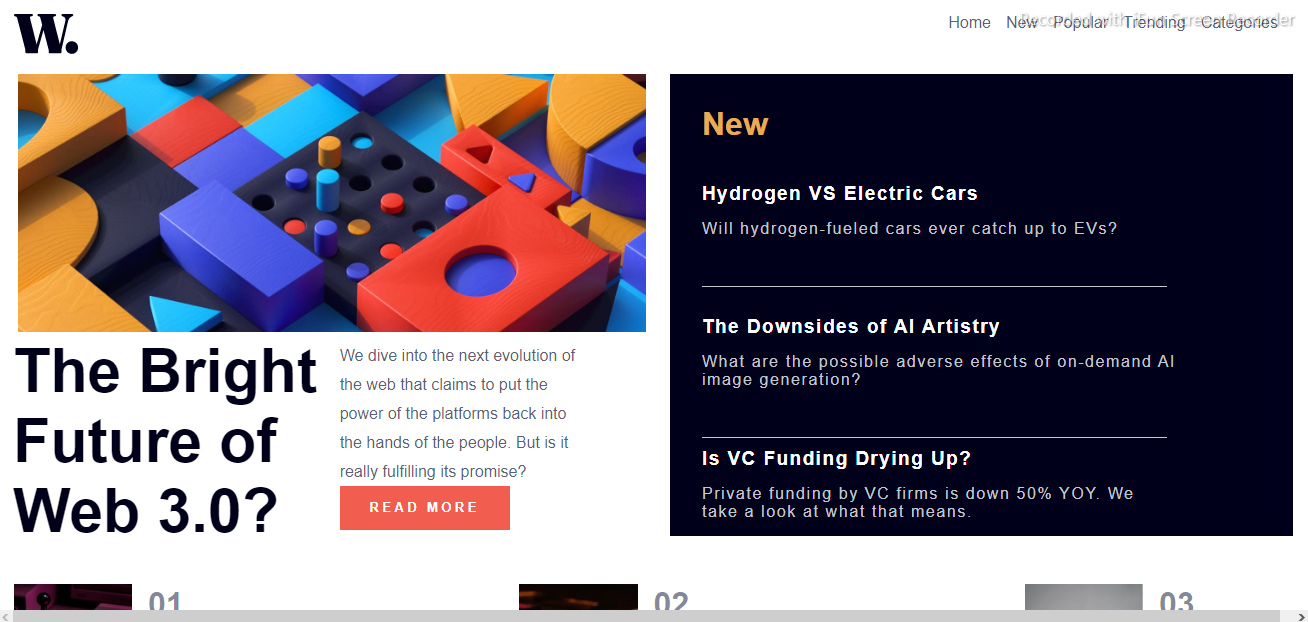 W.
Home New Popular Trending Categories
Recorded with iFun Screen Recorder
New
Hydrogen VS Electric Cars
Will hydrogen-fueled cars ever catch up to EVs?
The Downsides of AI Artistry
What are the possible adverse effects of on-demand AI
image generation?
Is VC Funding Drying Up?
Private funding by VC firms is down 50% YOY. We
take a look at what that means.
The Bright
Future of
Web 3.0?
We dive into the next evolution of
the web that claims to put the
power of the platforms back into
the hands of the people. But is it
really fulfilling its promise?
READ MORE
01
02
03